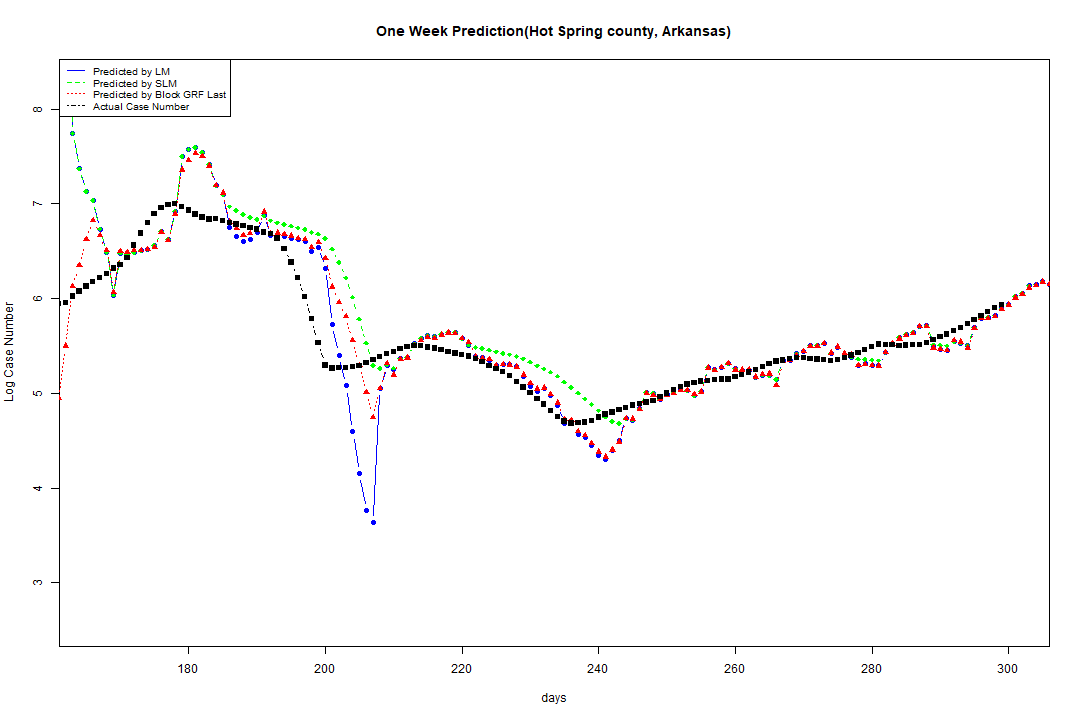 One Week Prediction(Hot Spring county, Arkansas)
Predicted by LM
Predicted by SLM
Predicted by Block GRF Last
Actual Case Number
Log Case Number
8
7
6
5
4
3
180 200 220 240 260 280 300
days